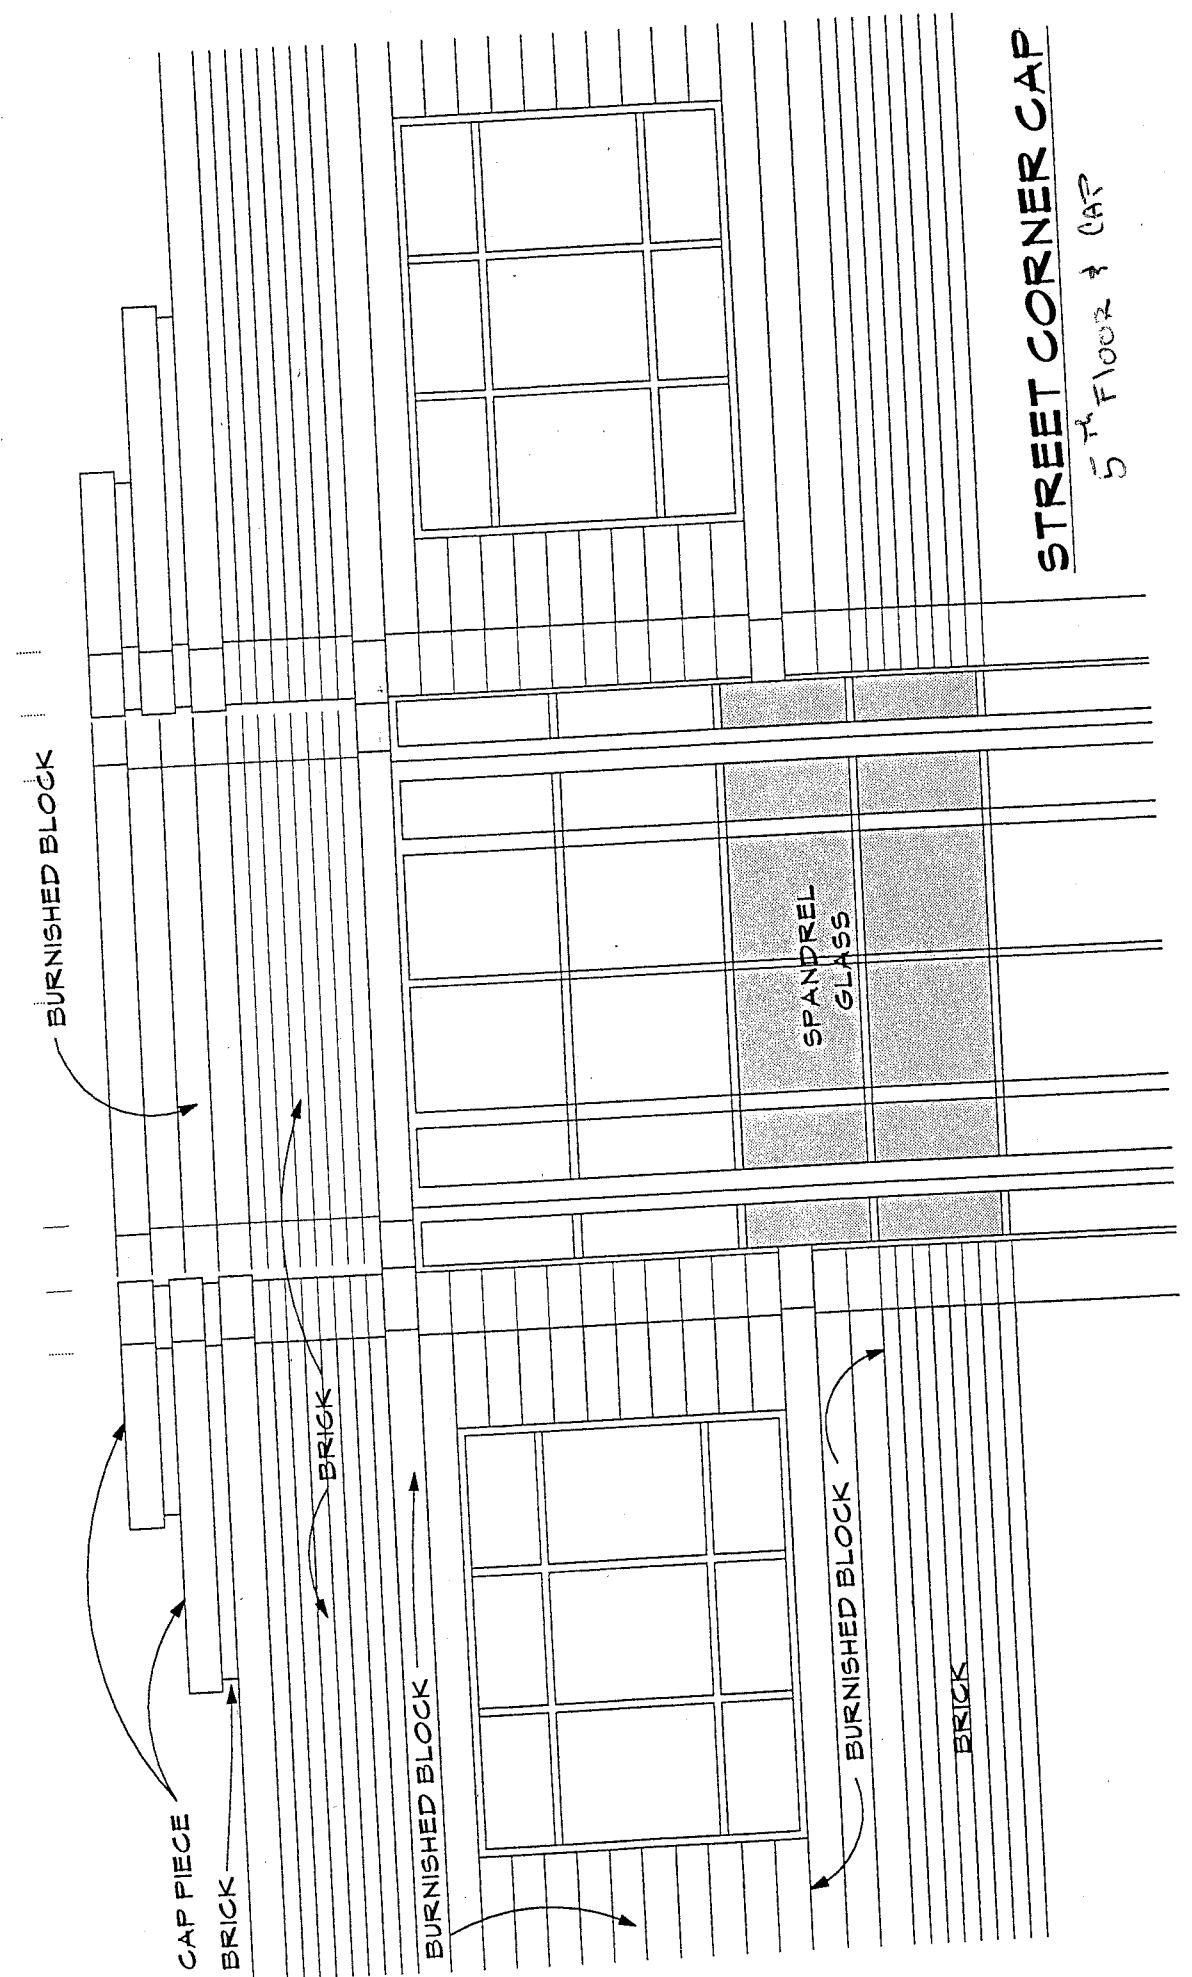 BURNISHED BLOCK
CAP PIECE
BRICK
BRICK
BURNISHED BLOCK
SPANDREL
GLASS
BURNISHED BLOCK
BRICK
STREET CORNER CAP
5Th Floor & CAP